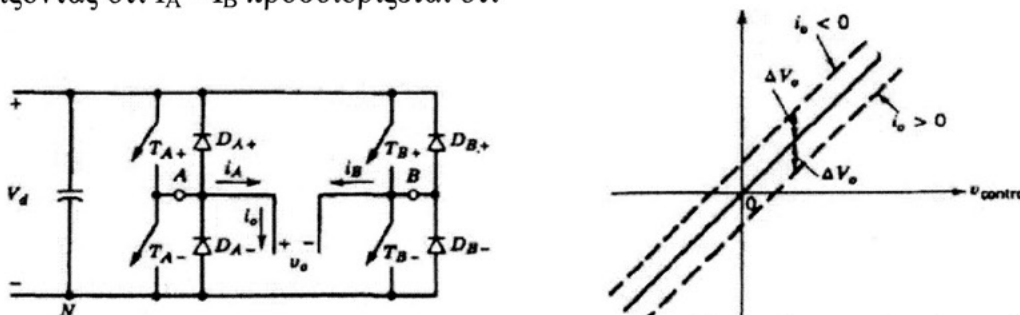 ζοντας ότι I_A = I_B προσδιορίζεται ότι
i_o < 0
ΔV_o
i_o > 0
ΔV_o
0
v_control
+
T_A+
D_A+
T_B+
D_B+
i_A
i_B
A
B
V_d
i_o
+ −
v_o
T_A−
D_A−
T_B−
D_B−
−
N